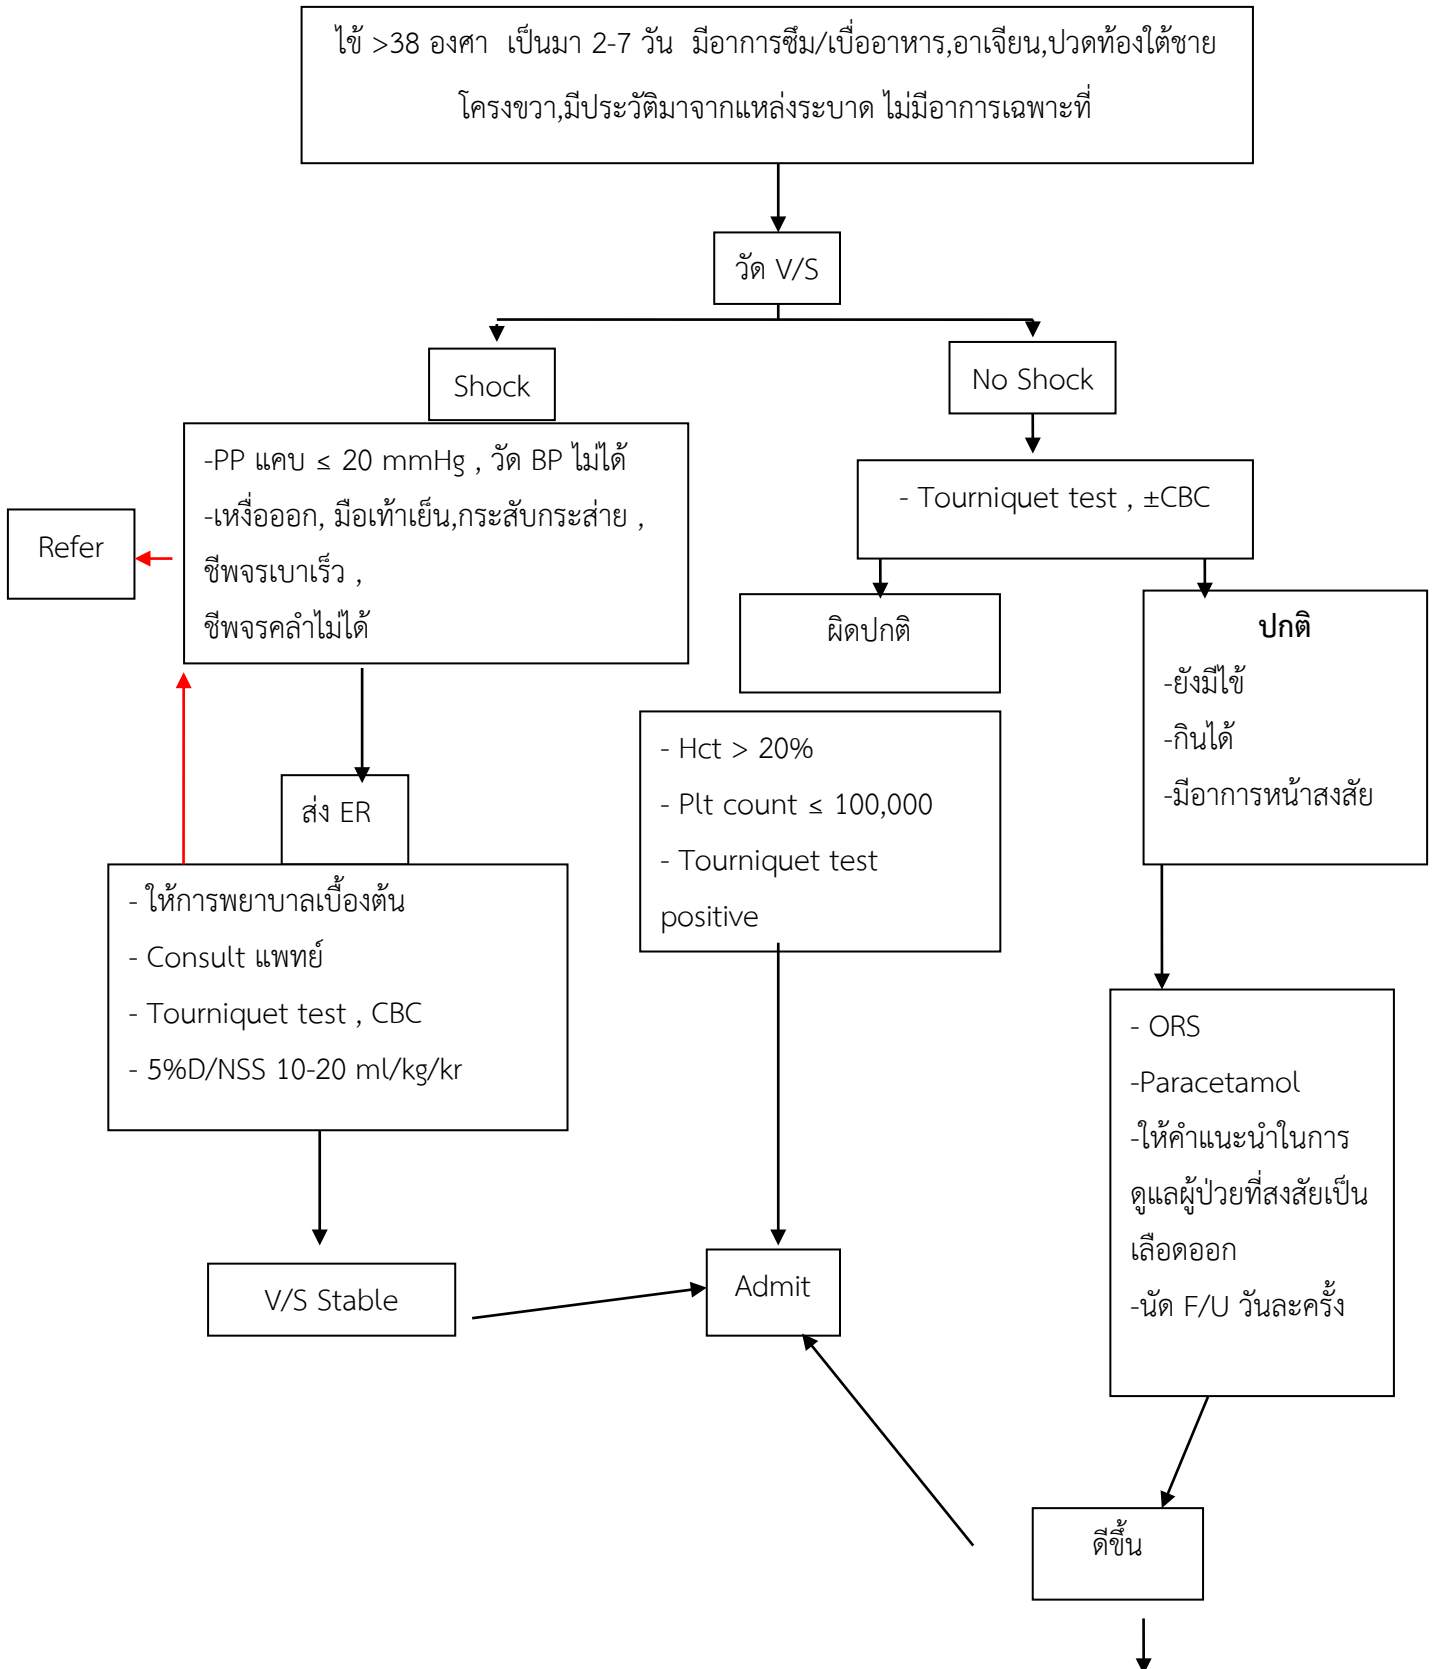 ไข้ >38 องศา เป็นมา 2-7 วัน มีอาการซึม/เบื่ออาหาร,อาเจียน,ปวดท้องใต้ชาย
โครงขวา,มีประวัติมาจากแหล่งระบาด ไม่มีอาการเฉพาะที่
วัด V/S
Shock
No Shock
-PP แคบ ≤ 20 mmHg , วัด BP ไม่ได้
-เหงื่อออก, มือเท้าเย็น,กระสับกระส่าย ,
ชีพจรเบาเร็ว ,
ชีพจรคลำไม่ได้
Refer
- Tourniquet test , ±CBC
ผิดปกติ
ปกติ
-ยังมีไข้
-กินได้
-มีอาการหน้าสงสัย
- Hct > 20%
- Plt count ≤ 100,000
- Tourniquet test
positive
ส่ง ER
- ให้การพยาบาลเบื้องต้น
- Consult แพทย์
- Tourniquet test , CBC
- 5%D/NSS 10-20 ml/kg/kr
- ORS
-Paracetamol
-ให้คำแนะนำในการ
ดูแลผู้ป่วยที่สงสัยเป็น
เลือดออก
-นัด F/U วันละครั้ง
V/S Stable
Admit
ดีขึ้น